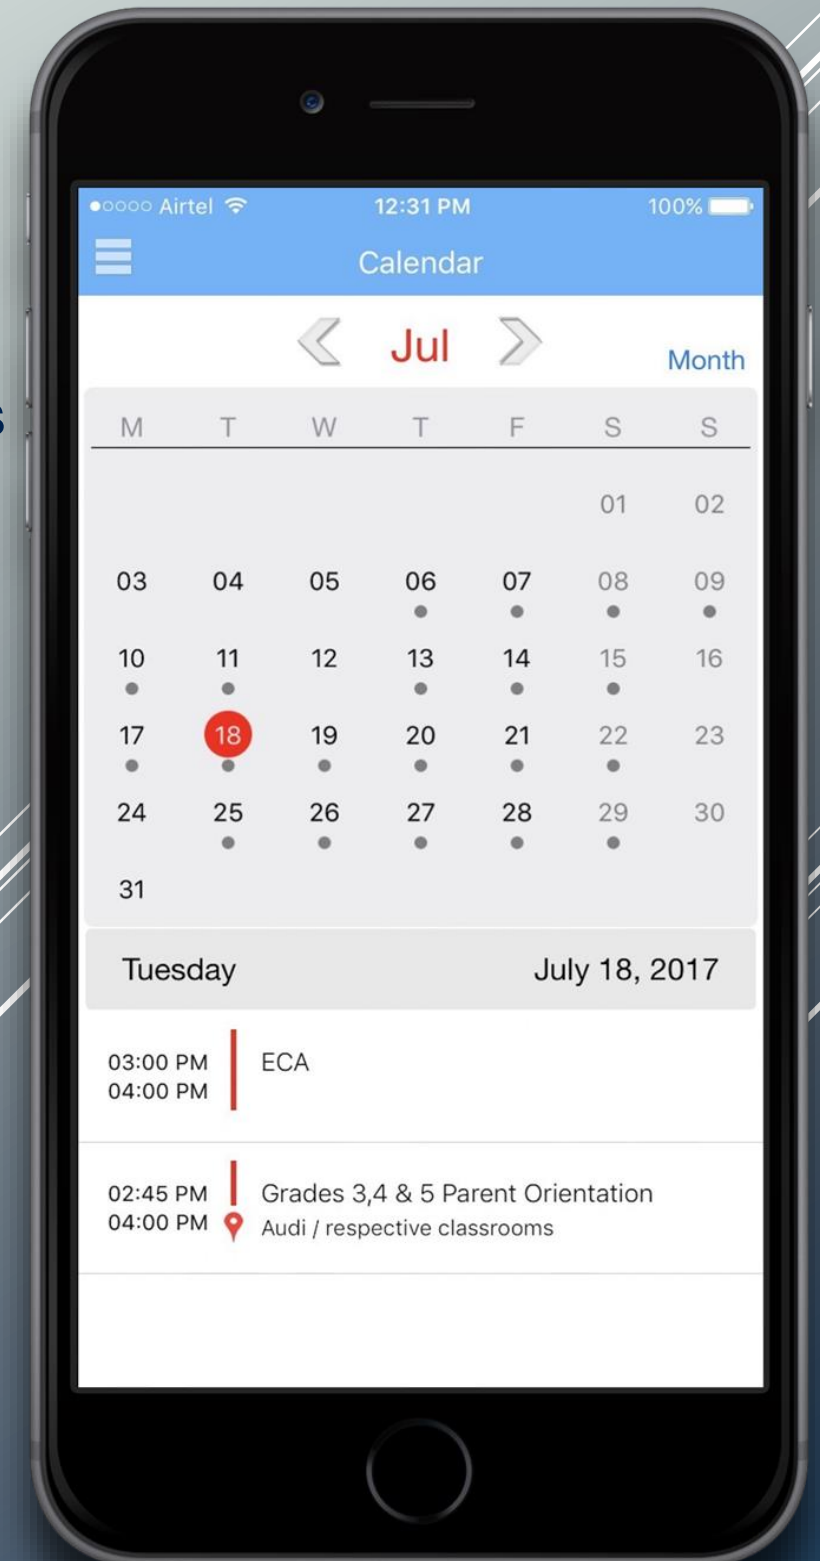 s
Airtel 12:31 PM 100%
Calendar
Jul
Month
M T W T F S S
01 02
03 04 05 06 07 08 09
10 11 12 13 14 15 16
17 18 19 20 21 22 23
24 25 26 27 28 29 30
31
Tuesday July 18, 2017
03:00 PM ECA
04:00 PM
02:45 PM Grades 3,4 & 5 Parent Orientation
04:00 PM Audi / respective classrooms